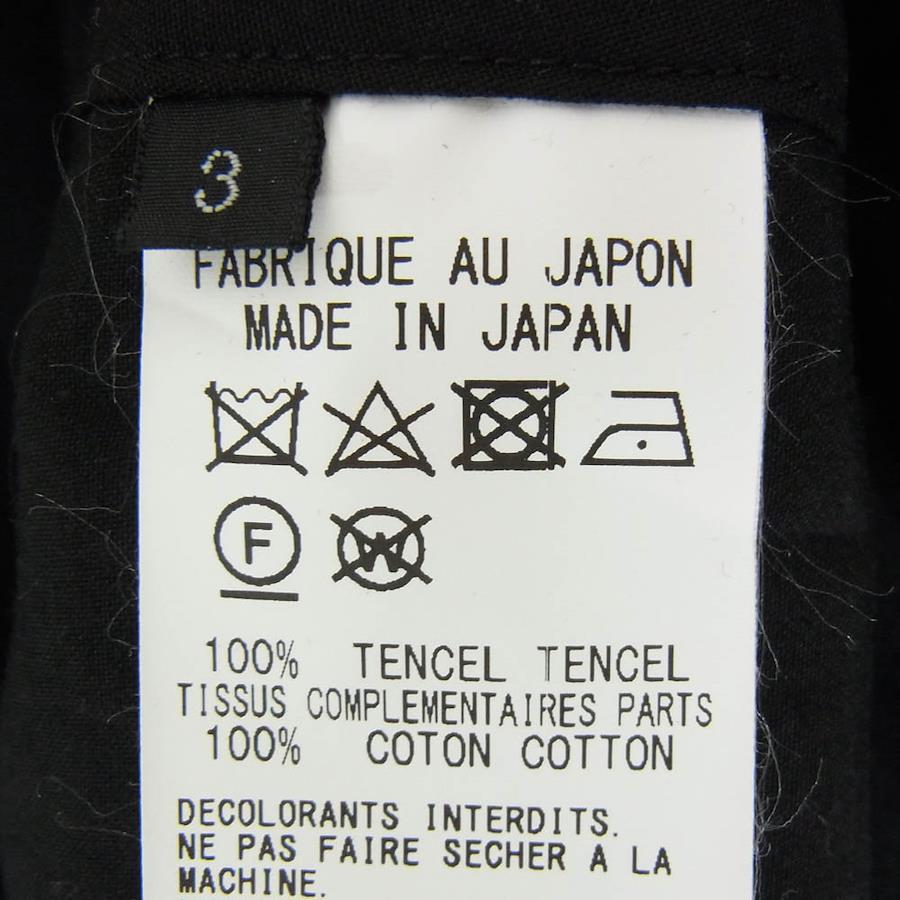 3
FABRIQUE AU JAPON
MADE IN JAPAN
F W
100% TENCEL TENCEL
TISSUS COMPLEMENTAIRES PARTS
100% COTON COTTON
DECOLORANTS INTERDITS.
NE PAS FAIRE SECHER A LA
MACHINE.